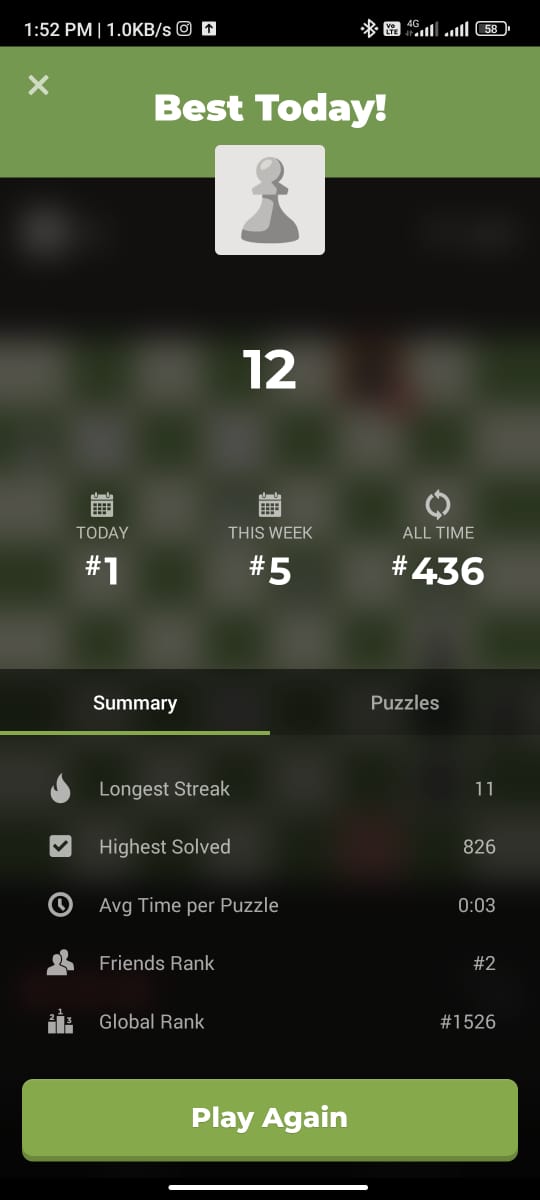 1:52 PM | 1.0KB/s
Vo LTE 4G 58
Best Today!
12
TODAY THIS WEEK ALL TIME
#1 #5 #436
Summary Puzzles
Longest Streak 11
Highest Solved 826
Avg Time per Puzzle 0:03
Friends Rank #2
Global Rank #1526
Play Again